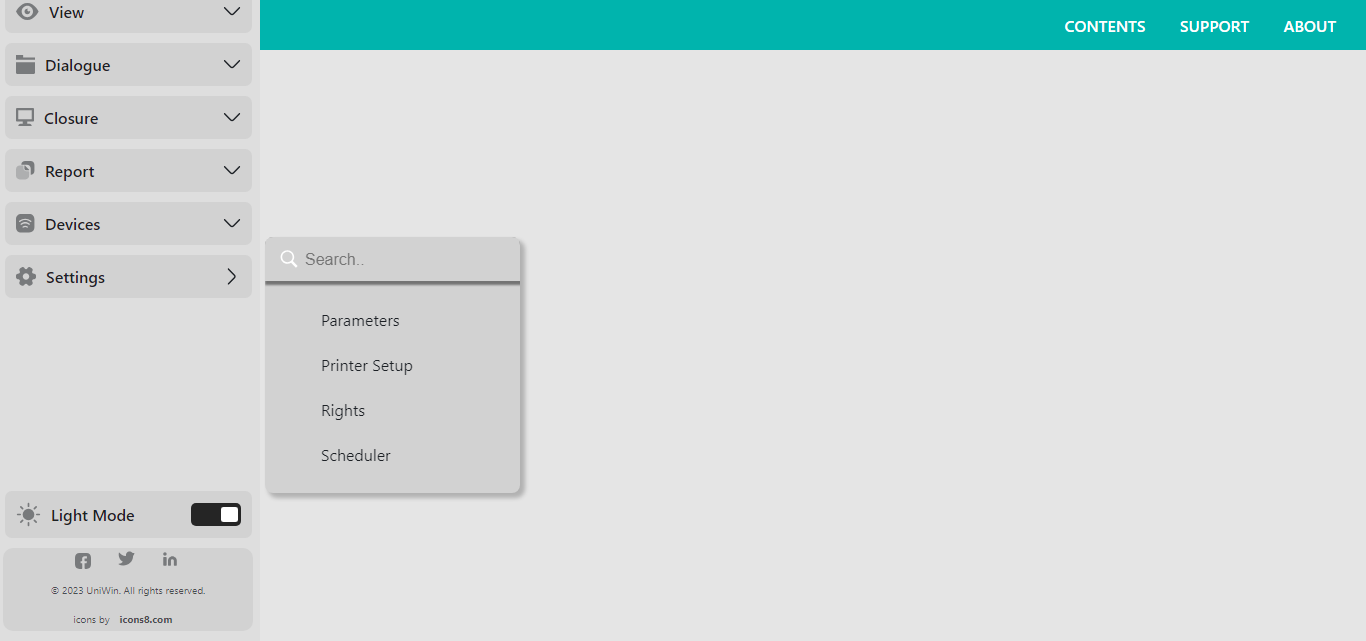 View
Dialogue
Closure
Report
Devices
Settings
Light Mode
© 2023 UniWin. All rights reserved.
icons by icons8.com
CONTENTS SUPPORT ABOUT
Search..
Parameters
Printer Setup
Rights
Scheduler